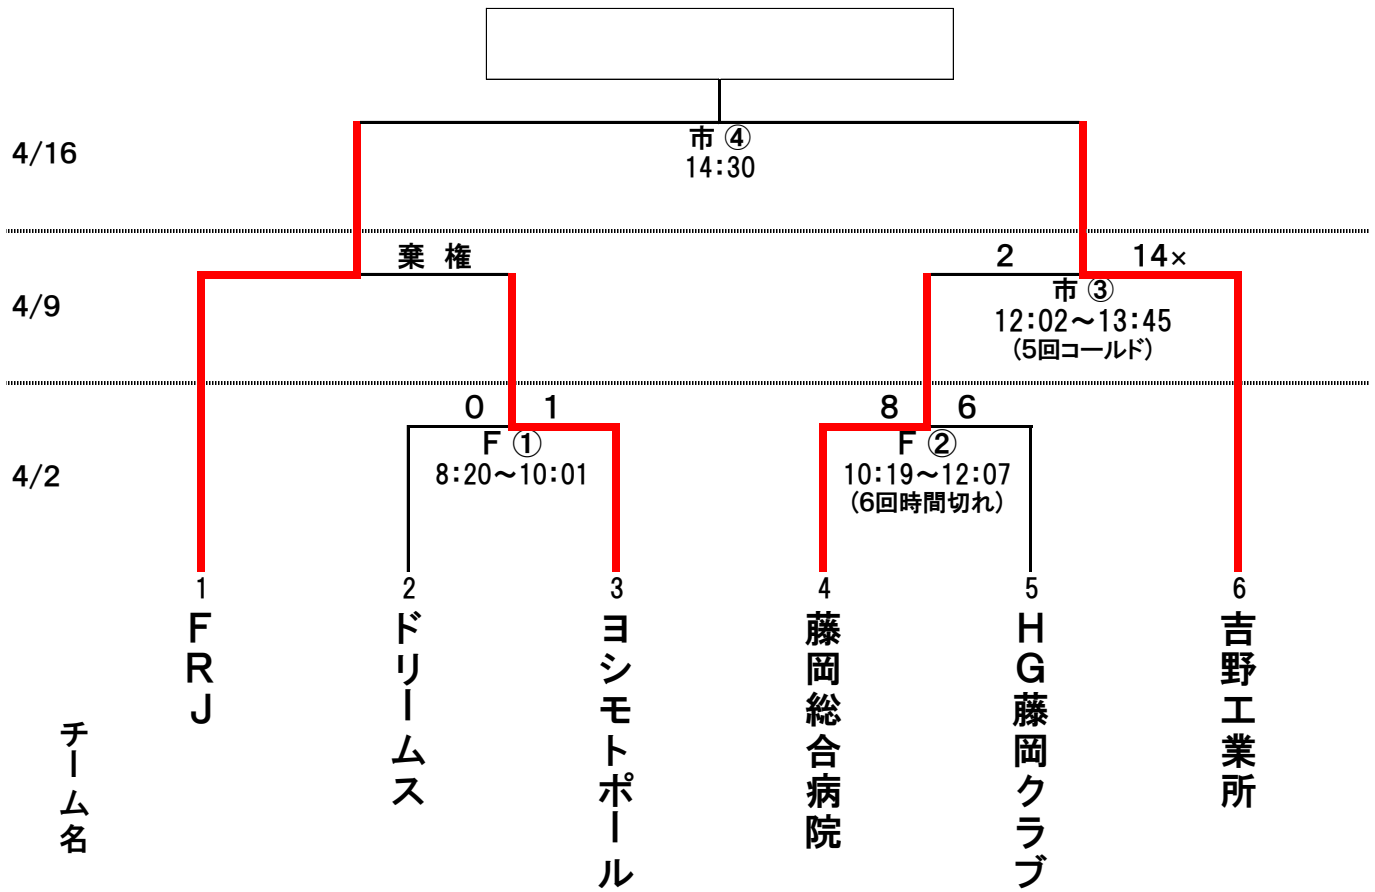 4/16
市 ④
14:30
4/9
棄 権
2 14×
市 ③
12:02～13:45
(5回コールド)
4/2
0 1
F ①
8:20～10:01
8 6
F ②
10:19～12:07
(6回時間切れ)
1 2 3 4 5 6
チーム名
FRJ
ドリームス
ヨシモトポール
藤岡総合病院
HG藤岡クラブ
吉野工業所